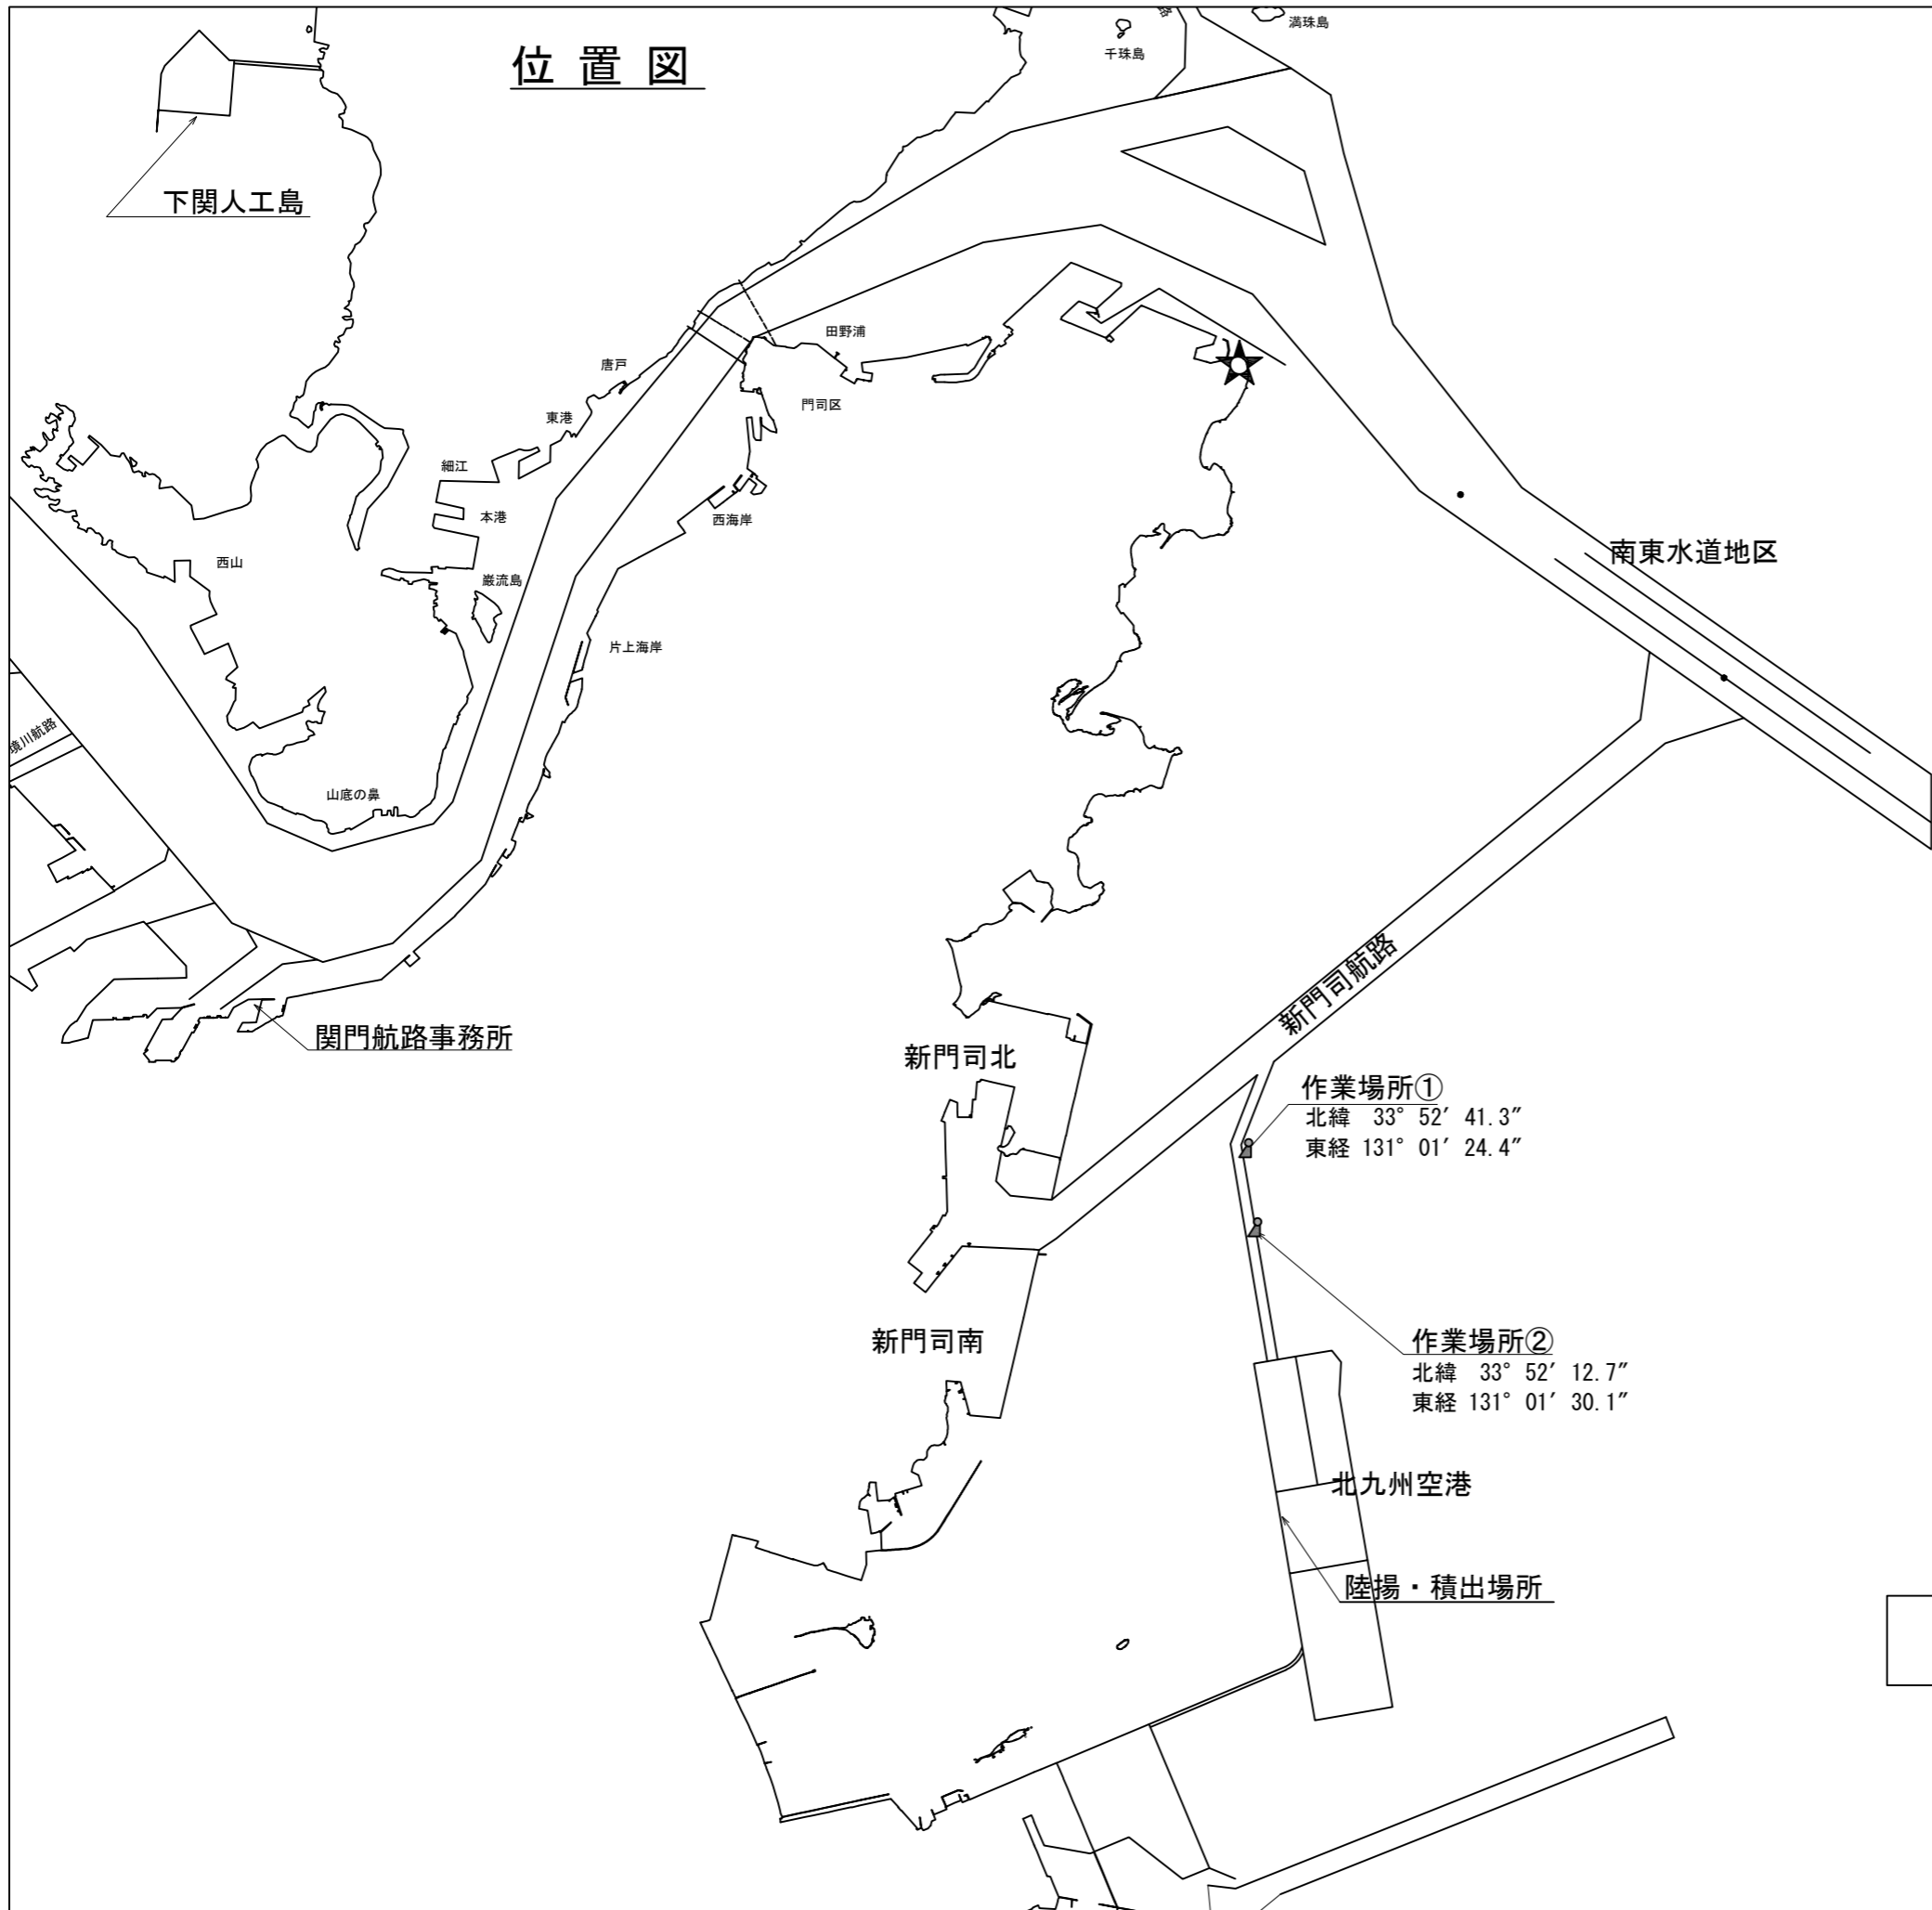 満珠島
千珠島
路
位置図
下関人工島
田野浦
唐戸
門司区
東港
細江
本港
西海岸
西山
南東水道地区
巌流島
片上海岸
境川航路
山底の鼻
新門司航路
関門航路事務所
新門司北
作業場所①
北緯 33° 52′ 41.3″
東経 131° 01′ 24.4″
新門司南
作業場所②
北緯 33° 52′ 12.7″
東経 131° 01′ 30.1″
北九州空港
陸揚・積出場所